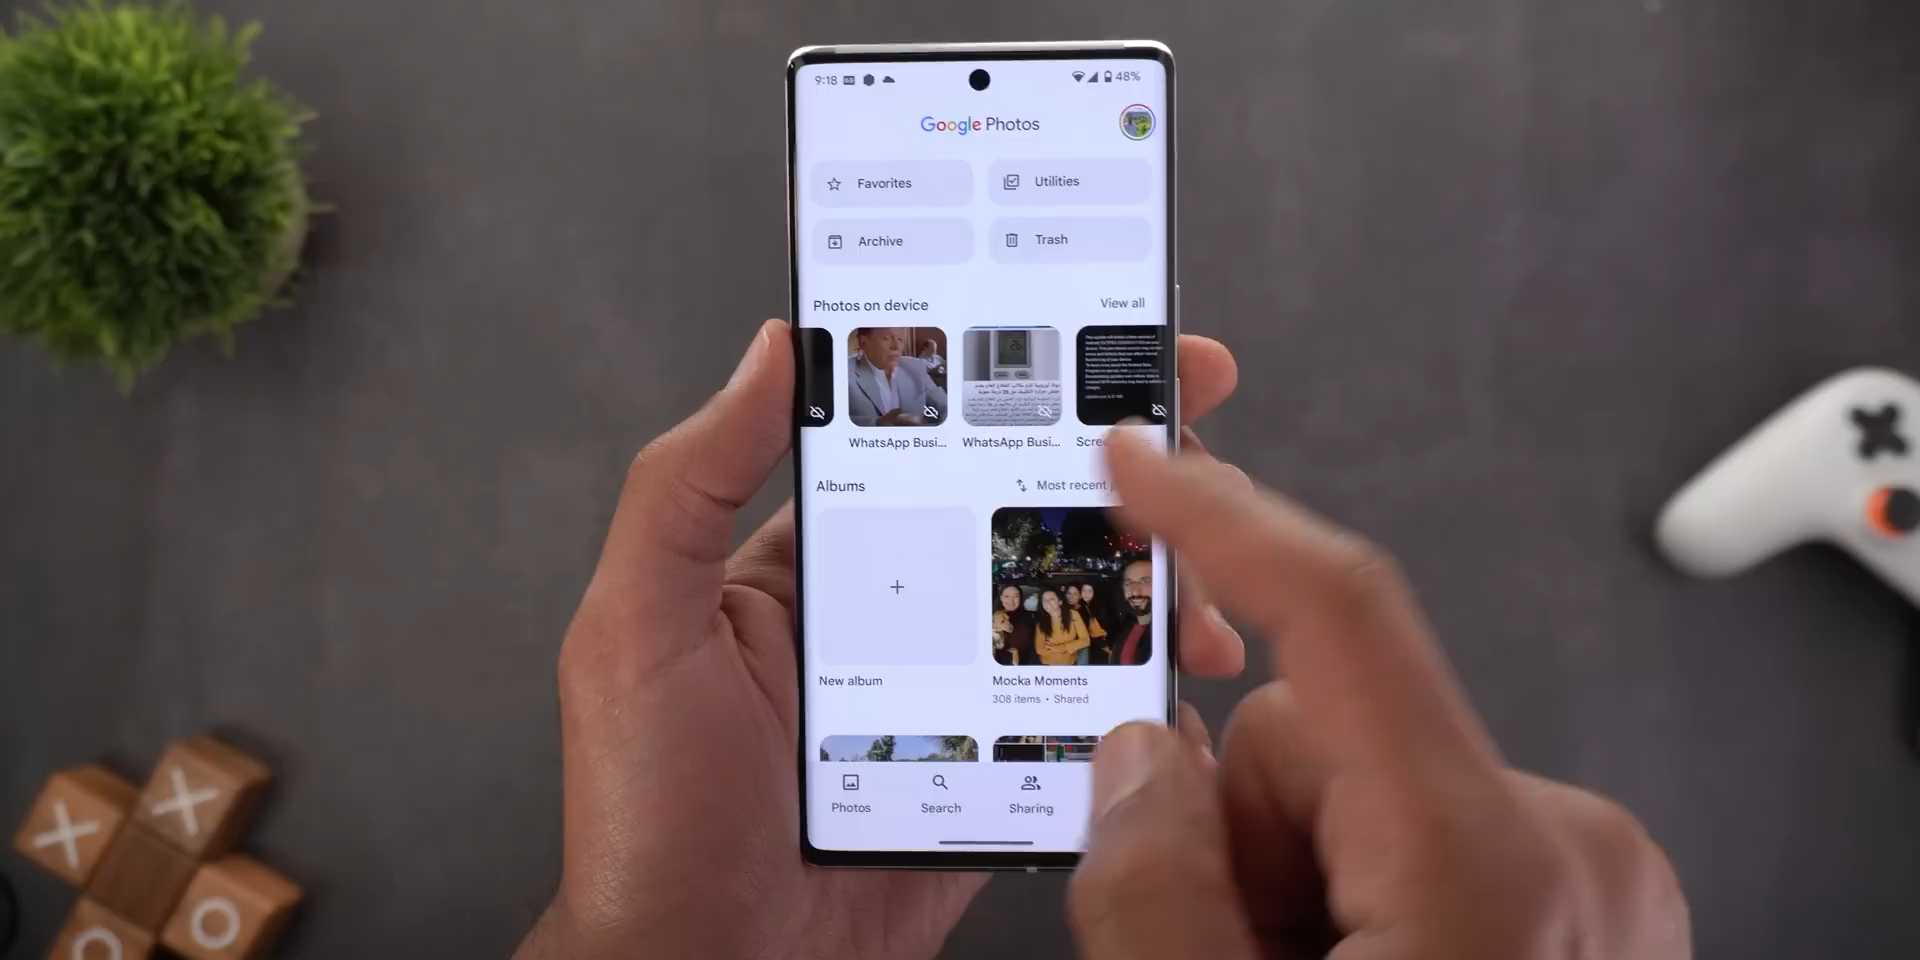 9:18
48%
Google Photos
Favorites
Utilities
Archive
Trash
Photos on device
View all
26
WhatsApp Busi...
WhatsApp Busi...
Albums
Most recent
New album
Mocka Moments
308 items • Shared
Photos
Search
Sharing
X
X
O
O